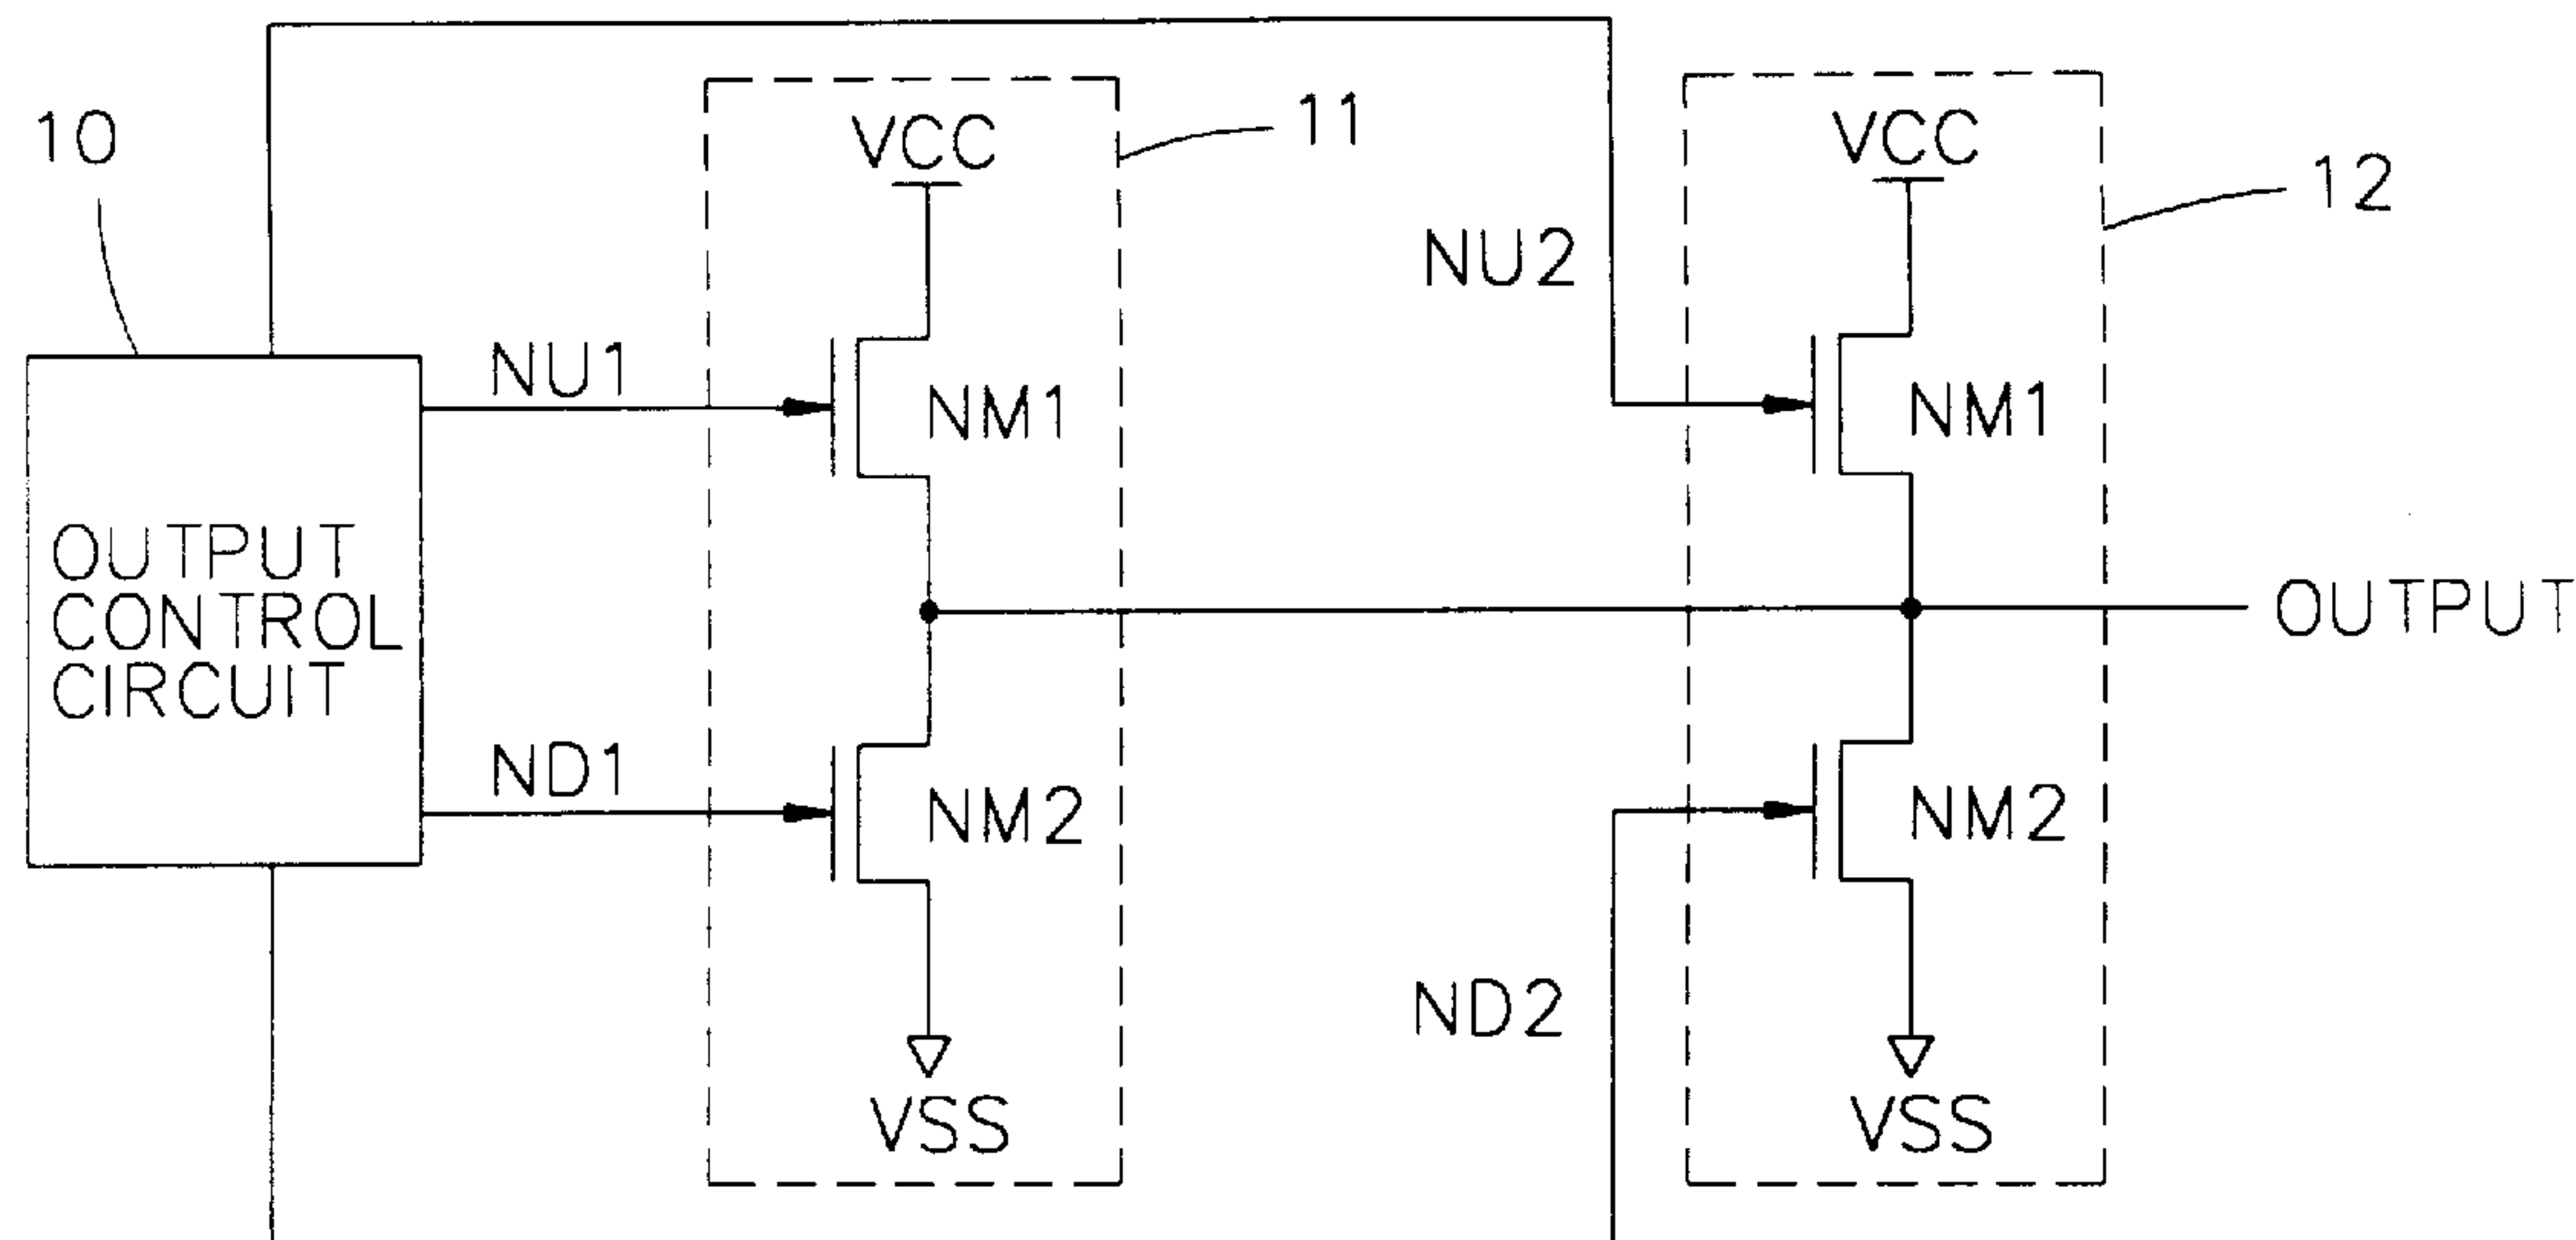 10
OUTPUT
CONTROL
CIRCUIT
NU1
ND1
VCC
11
NM1
NM2
VSS
NU2
ND2
VCC
12
NM1
NM2
VSS
OUTPUT